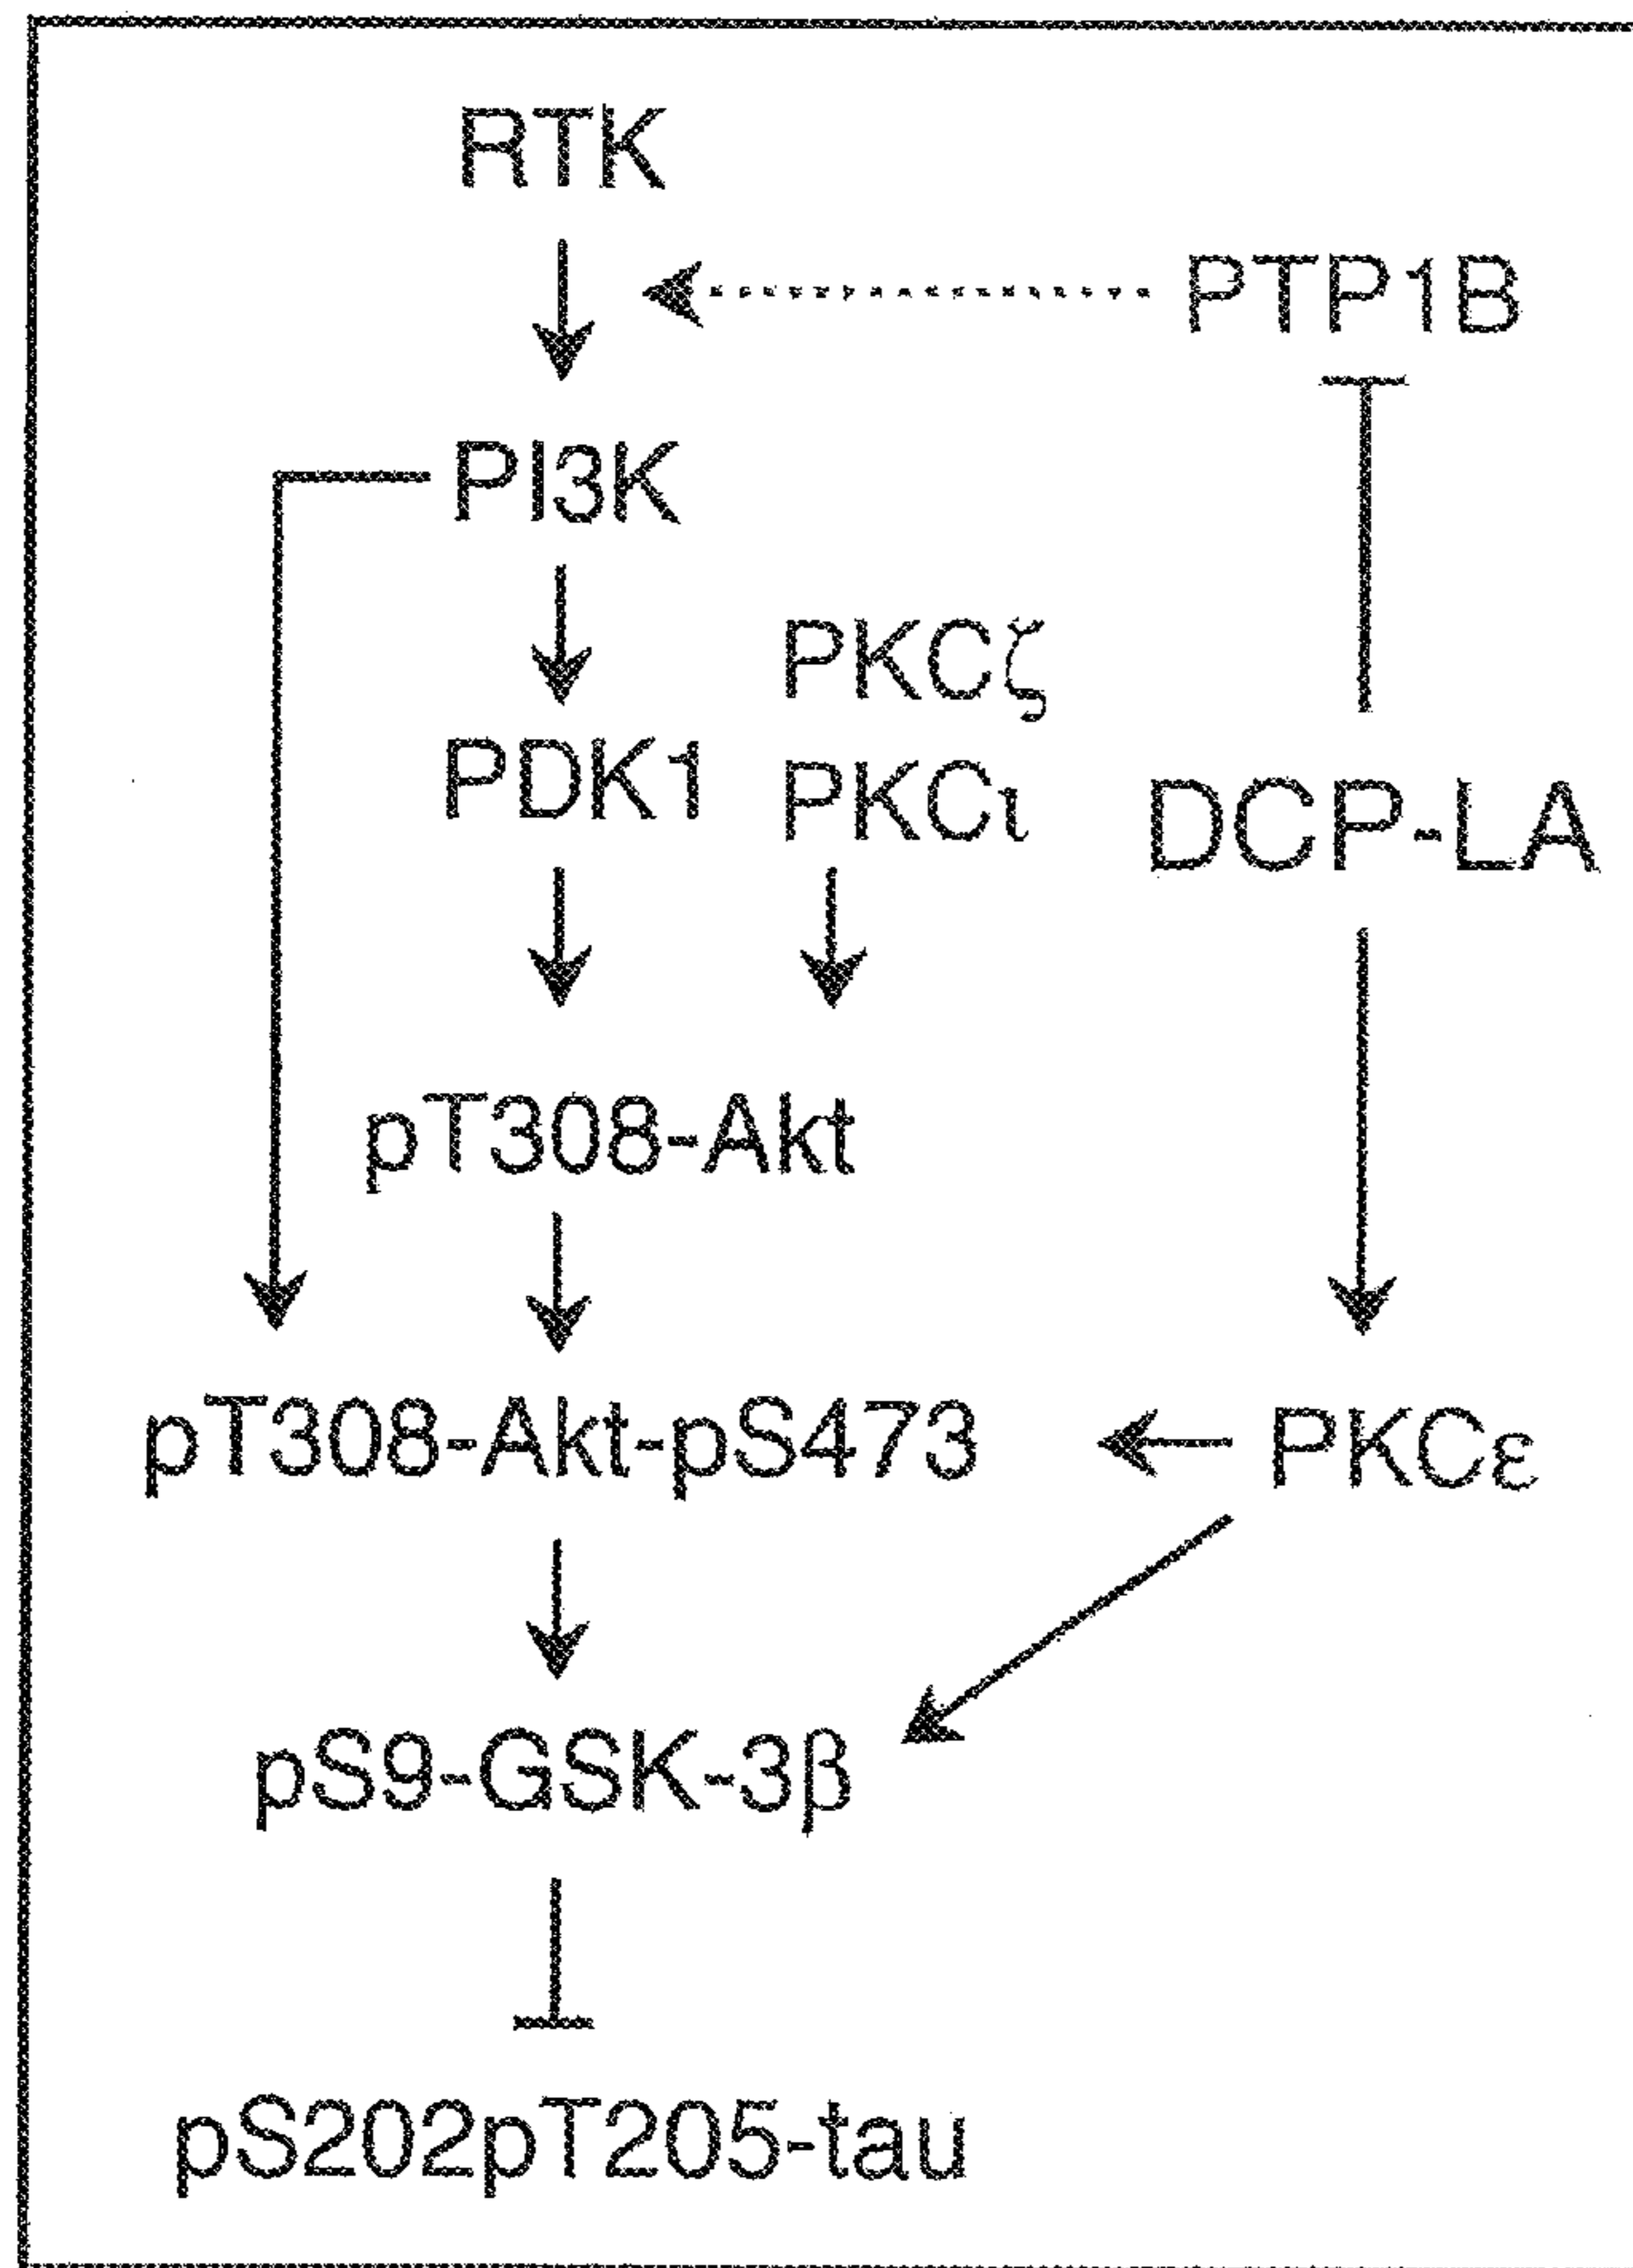 RTK
PTP1B
PI3K
PKCζ
PDK1
PKCι
DCP-LA
pT308-Akt
pT308-Akt-pS473
PKCε
pS9-GSK-3β
pS202pT205-tau